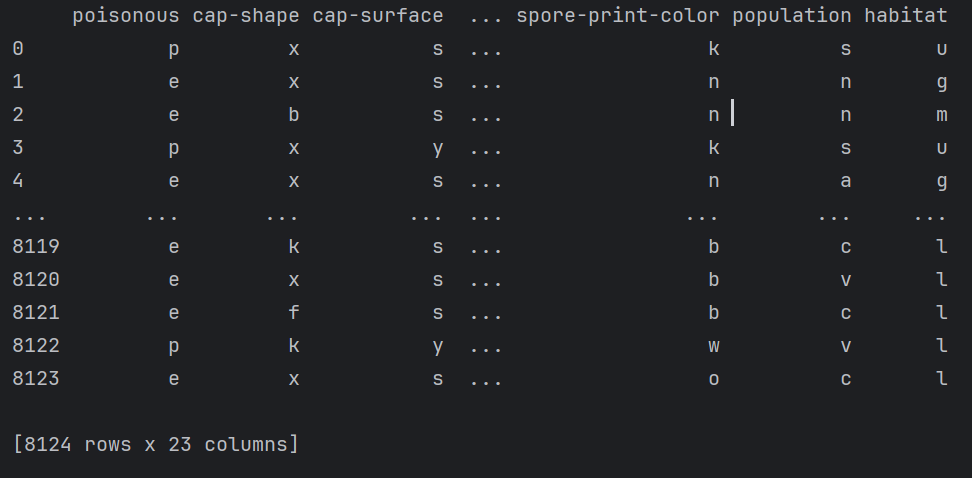 poisonous cap-shape cap-surface ... spore-print-color population habitat
0 p x s ... k s u
1 e x s ... n n g
2 e b s ... n n m
3 p x y ... k s u
4 e x s ... n a g
... ... ... ... ... ... ... ...
8119 e k s ... b c l
8120 e x s ... b v l
8121 e f s ... b c l
8122 p k y ... w v l
8123 e x s ... o c l
[8124 rows x 23 columns]